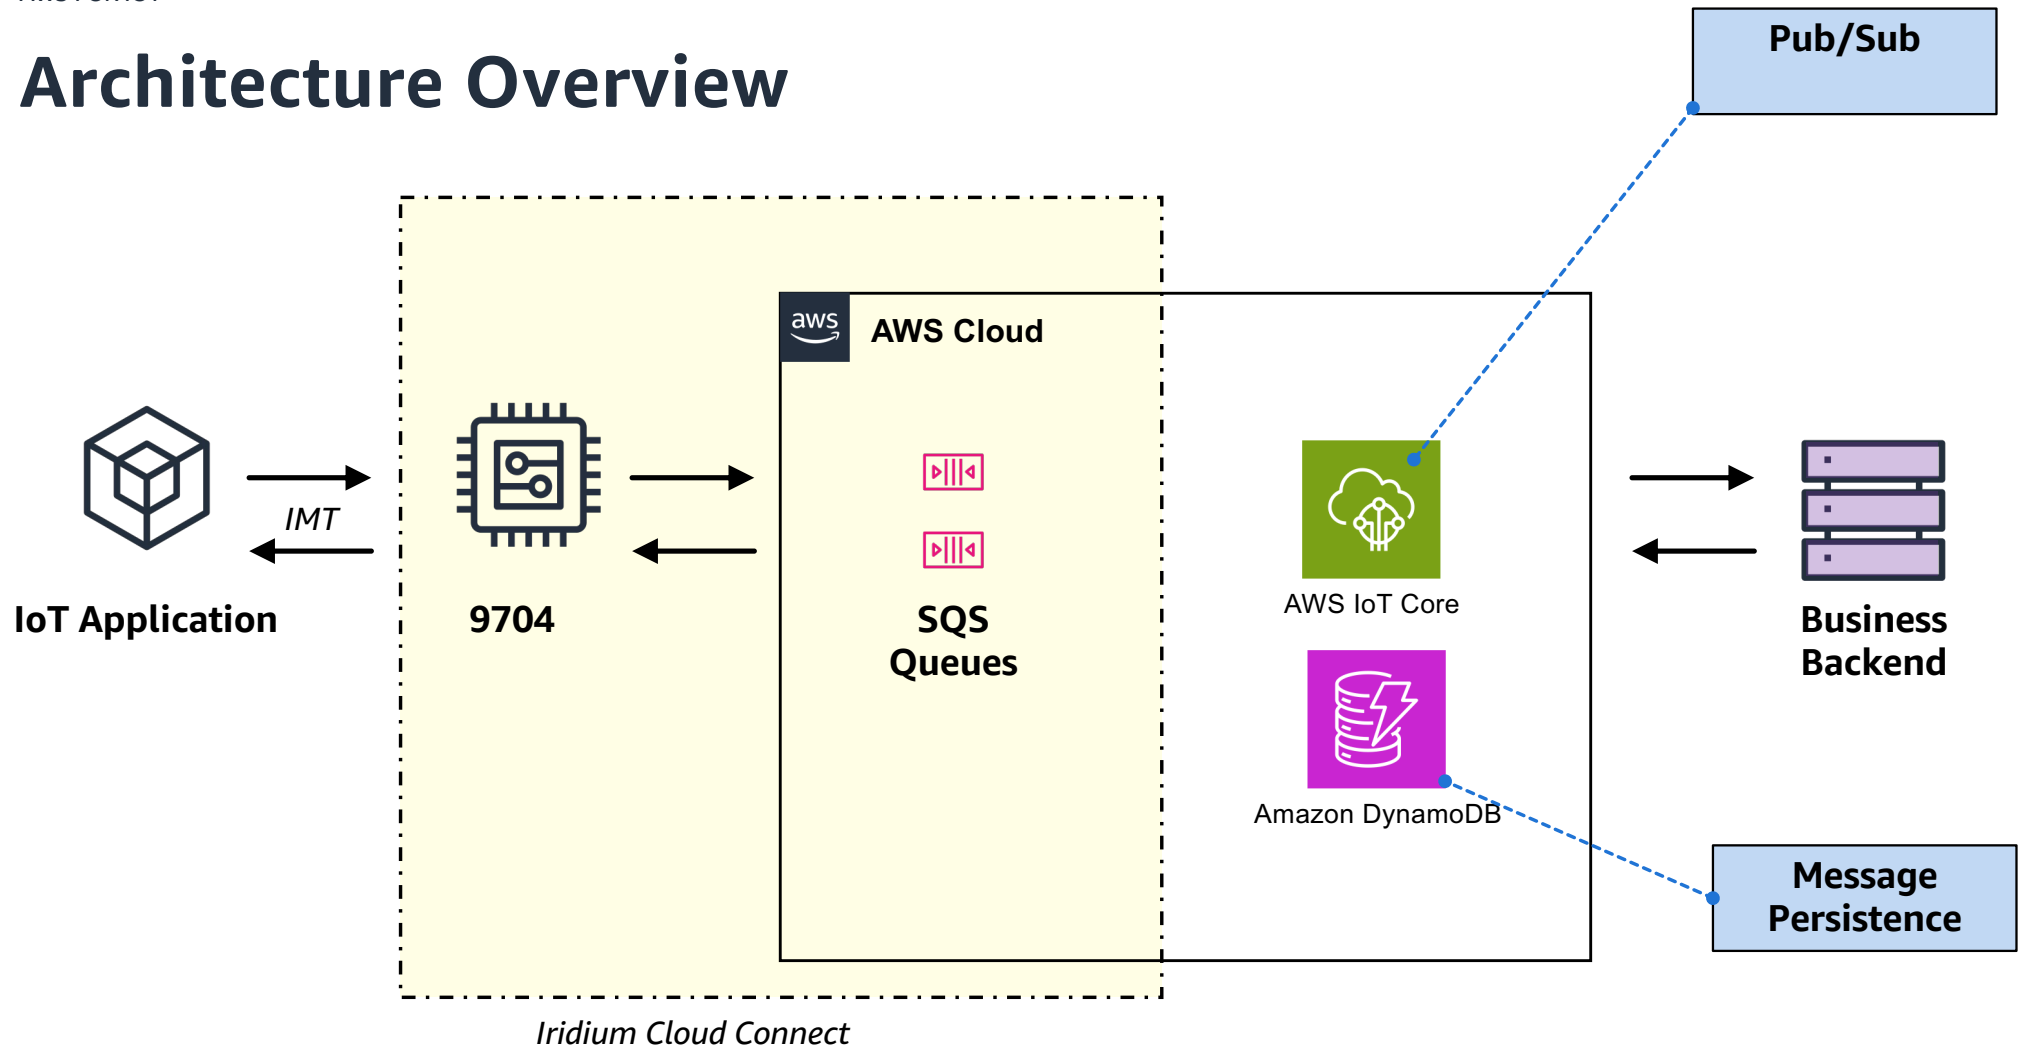 Architecture Overview
Pub/Sub
aws
AWS Cloud
IMT
IoT Application
9704
SQS
Queues
AWS IoT Core
Amazon DynamoDB
Business
Backend
Message
Persistence
Iridium Cloud Connect